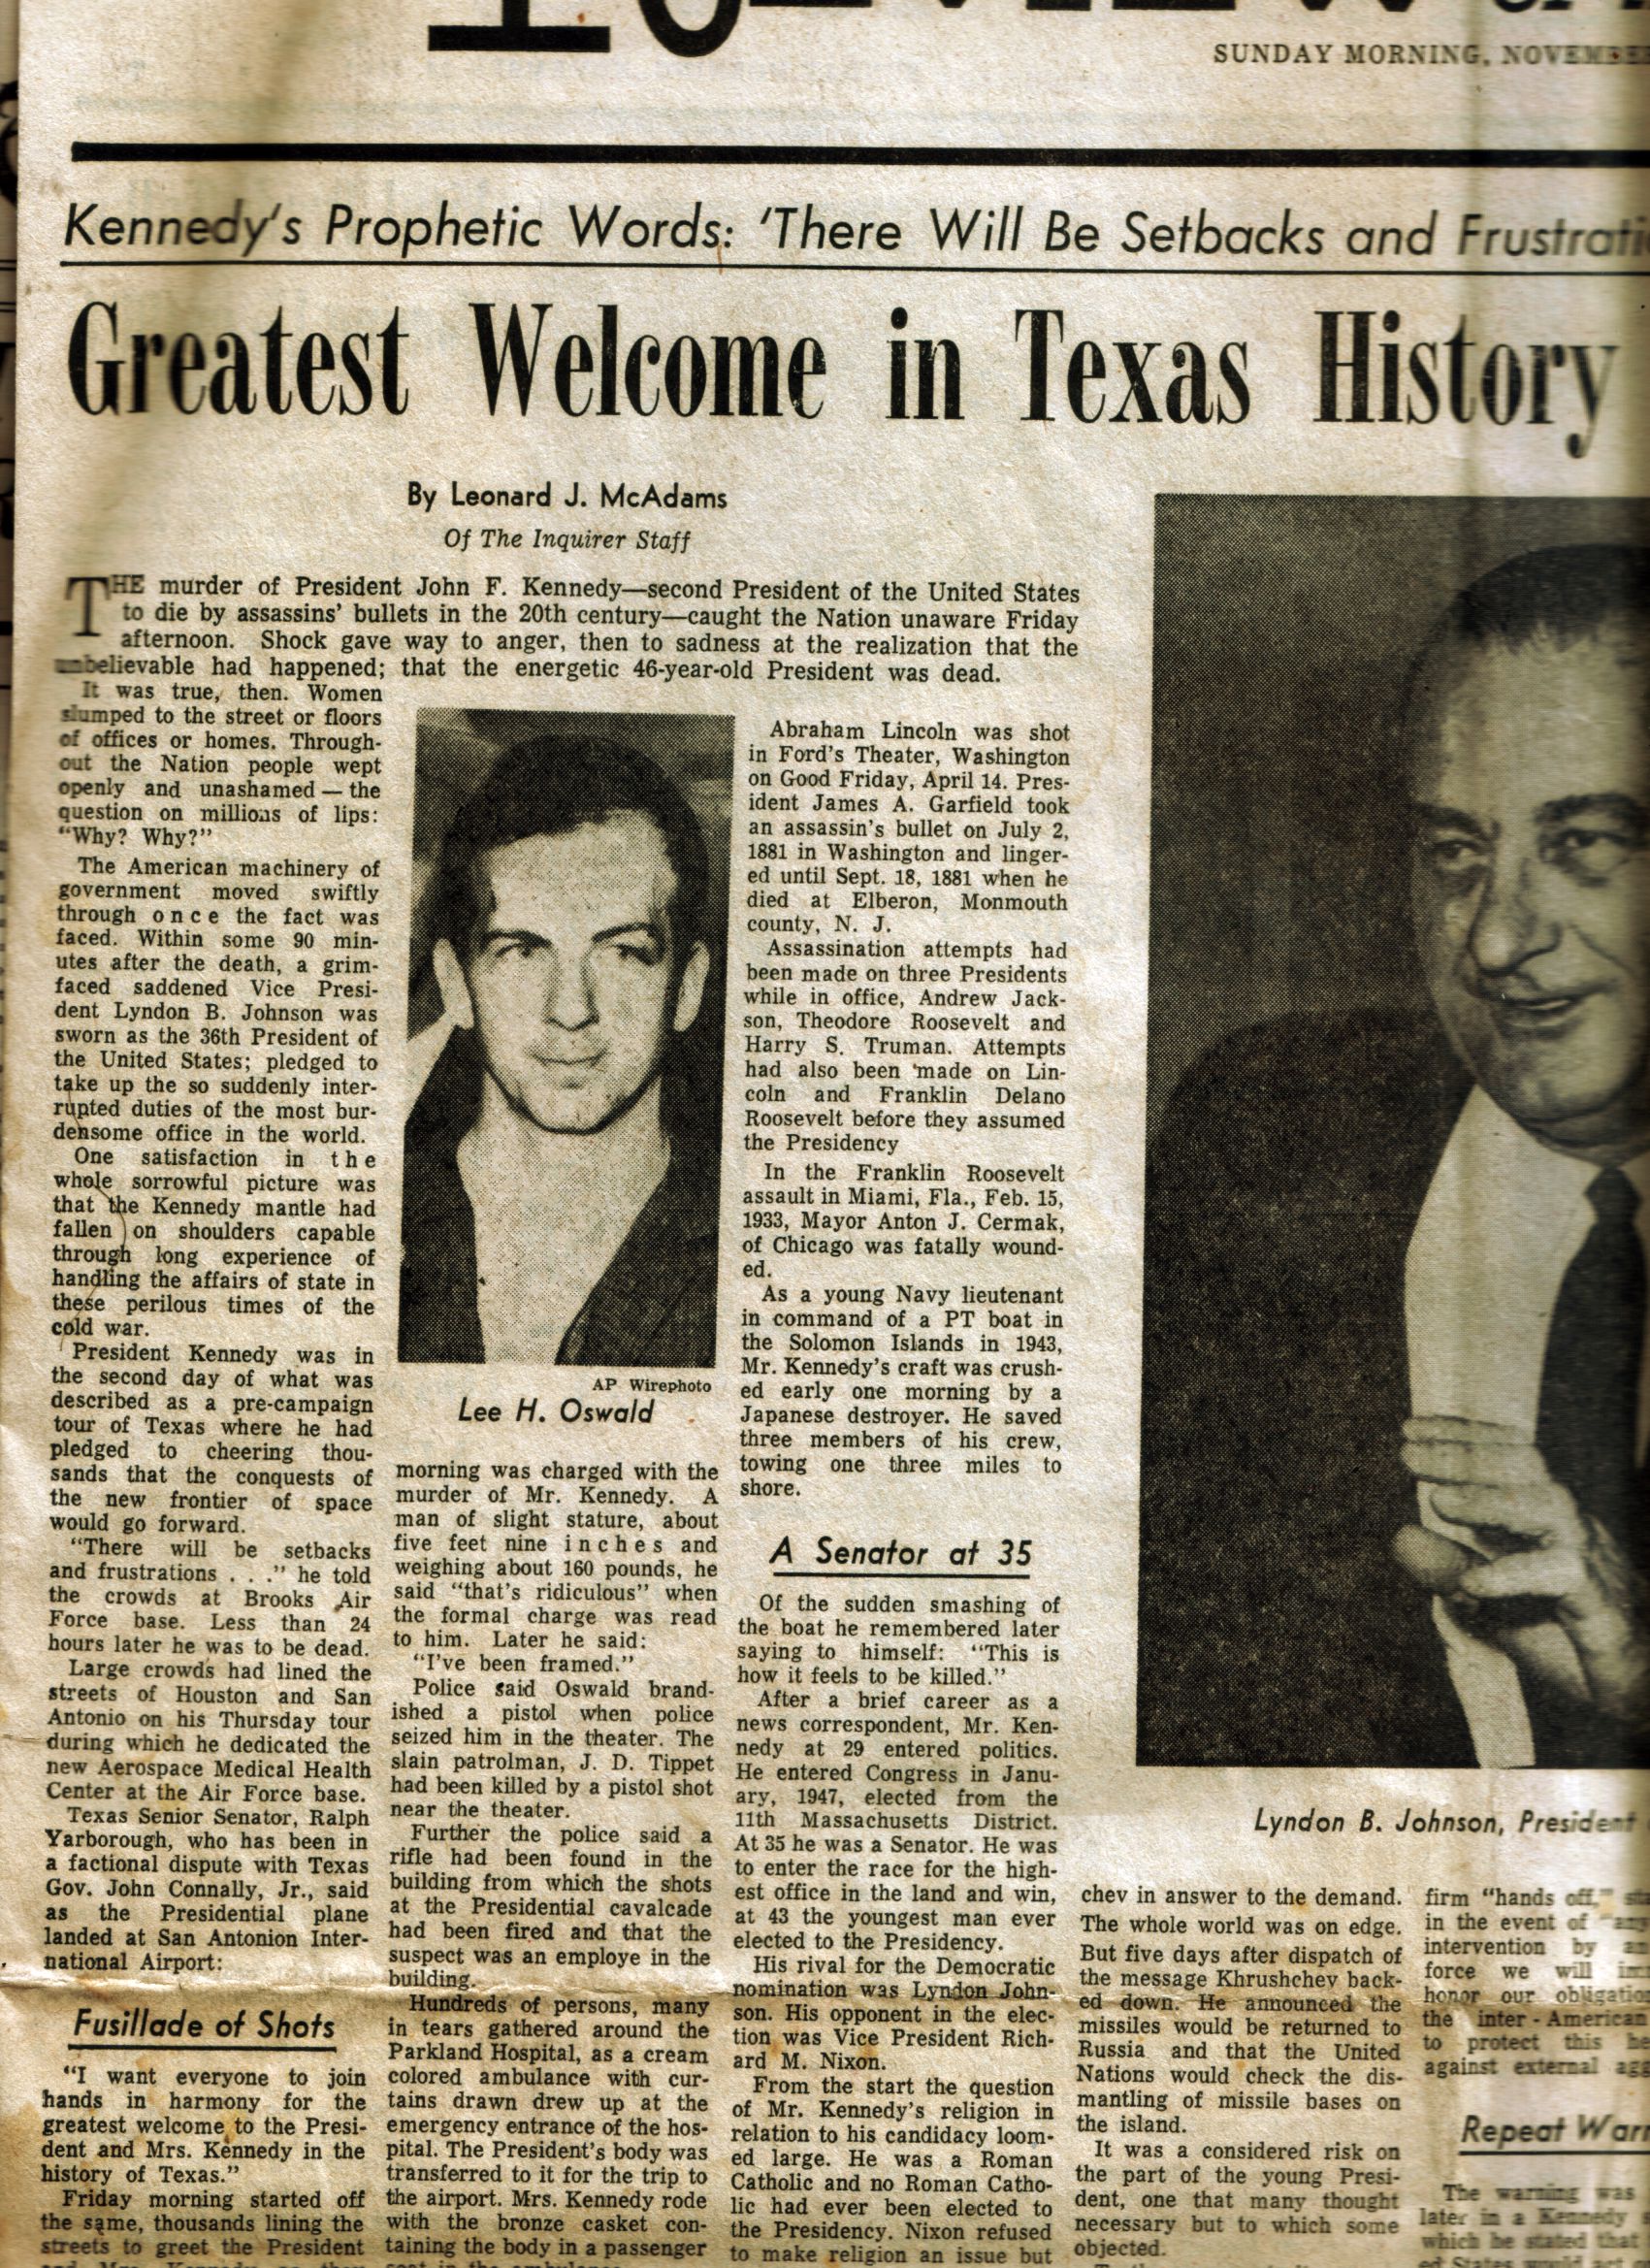 SUNDAY MORNING, NOVEMBER
Kennedy's Prophetic Words: 'There Will Be Setbacks and Frustrati
Greatest Welcome in Texas History
By Leonard J. McAdams
Of The Inquirer Staff
THE murder of President John F. Kennedy—second President of the United States
to die by assassins' bullets in the 20th century—caught the Nation unaware Friday
afternoon. Shock gave way to anger, then to sadness at the realization that the
unbelievable had happened; that the energetic 46-year-old President was dead.
It was true, then. Women
slumped to the street or floors
of offices or homes. Through-
out the Nation people wept
openly and unashamed — the
question on millions of lips:
"Why? Why?"
The American machinery of
government moved swiftly
through once the fact was
faced. Within some 90 min-
utes after the death, a grim-
faced saddened Vice Presi-
dent Lyndon B. Johnson was
sworn as the 36th President of
the United States; pledged to
take up the so suddenly inter-
rupted duties of the most bur-
densome office in the world.
One satisfaction in the
whole sorrowful picture was
that the Kennedy mantle had
fallen on shoulders capable
through long experience of
handling the affairs of state in
these perilous times of the
cold war.
President Kennedy was in
the second day of what was
described as a pre-campaign
tour of Texas where he had
pledged to cheering thou-
sands that the conquests of
the new frontier of space
would go forward.
"There will be setbacks
and frustrations . . ." he told
the crowds at Brooks Air
Force base. Less than 24
hours later he was to be dead.
Large crowds had lined the
streets of Houston and San
Antonio on his Thursday tour
during which he dedicated the
new Aerospace Medical Health
Center at the Air Force base.
Texas Senior Senator, Ralph
Yarborough, who has been in
a factional dispute with Texas
Gov. John Connally, Jr., said
as the Presidential plane
landed at San Antonion Inter-
national Airport:
Fusillade of Shots
"I want everyone to join
hands in harmony for the
greatest welcome to the Presi-
dent and Mrs. Kennedy in the
history of Texas."
Friday morning started off
the same, thousands lining the
streets to greet the President
AP Wirephoto
Lee H. Oswald
morning was charged with the
murder of Mr. Kennedy. A
man of slight stature, about
five feet nine inches and
weighing about 160 pounds, he
said "that's ridiculous" when
the formal charge was read
to him. Later he said:
"I've been framed."
Police said Oswald brand-
ished a pistol when police
seized him in the theater. The
slain patrolman, J. D. Tippet
had been killed by a pistol shot
near the theater.
Further the police said a
rifle had been found in the
building from which the shots
at the Presidential cavalcade
had been fired and that the
suspect was an employe in the
building.
Hundreds of persons, many
in tears gathered around the
Parkland Hospital, as a cream
colored ambulance with cur-
tains drawn drew up at the
emergency entrance of the hos-
pital. The President's body was
transferred to it for the trip to
the airport. Mrs. Kennedy rode
with the bronze casket con-
taining the body in a passenger
Abraham Lincoln was shot
in Ford's Theater, Washington
on Good Friday, April 14. Pres-
ident James A. Garfield took
an assassin's bullet on July 2,
1881 in Washington and linger-
ed until Sept. 18, 1881 when he
died at Elberon, Monmouth
county, N. J.
Assassination attempts had
been made on three Presidents
while in office, Andrew Jack-
son, Theodore Roosevelt and
Harry S. Truman. Attempts
had also been made on Lin-
coln and Franklin Delano
Roosevelt before they assumed
the Presidency
In the Franklin Roosevelt
assault in Miami, Fla., Feb. 15,
1933, Mayor Anton J. Cermak,
of Chicago was fatally wound-
ed.
As a young Navy lieutenant
in command of a PT boat in
the Solomon Islands in 1943,
Mr. Kennedy's craft was crush-
ed early one morning by a
Japanese destroyer. He saved
three members of his crew,
towing one three miles to
shore.
A Senator at 35
Of the sudden smashing of
the boat he remembered later
saying to himself: "This is
how it feels to be killed."
After a brief career as a
news correspondent, Mr. Ken-
nedy at 29 entered politics.
He entered Congress in Janu-
ary, 1947, elected from the
11th Massachusetts District.
At 35 he was a Senator. He was
to enter the race for the high-
est office in the land and win,
at 43 the youngest man ever
elected to the Presidency.
His rival for the Democratic
nomination was Lyndon John-
son. His opponent in the elec-
tion was Vice President Rich-
ard M. Nixon.
From the start the question
of Mr. Kennedy's religion in
relation to his candidacy loom-
ed large. He was a Roman
Catholic and no Roman Catho-
lic had ever been elected to
the Presidency. Nixon refused
to make religion an issue but
Lyndon B. Johnson, President
chev in answer to the demand.
The whole world was on edge.
But five days after dispatch of
the message Khrushchev back-
ed down. He announced the
missiles would be returned to
Russia and that the United
Nations would check the dis-
mantling of missile bases on
the island.
It was a considered risk on
the part of the young Presi-
dent, one that many thought
necessary but to which some
objected.
firm "hands off,"
in the event of
intervention by
force we will
honor our obligatio
the inter-American
to protect this
against external
Repeat Warn
The warning was
later in a Kennedy
which he stated that